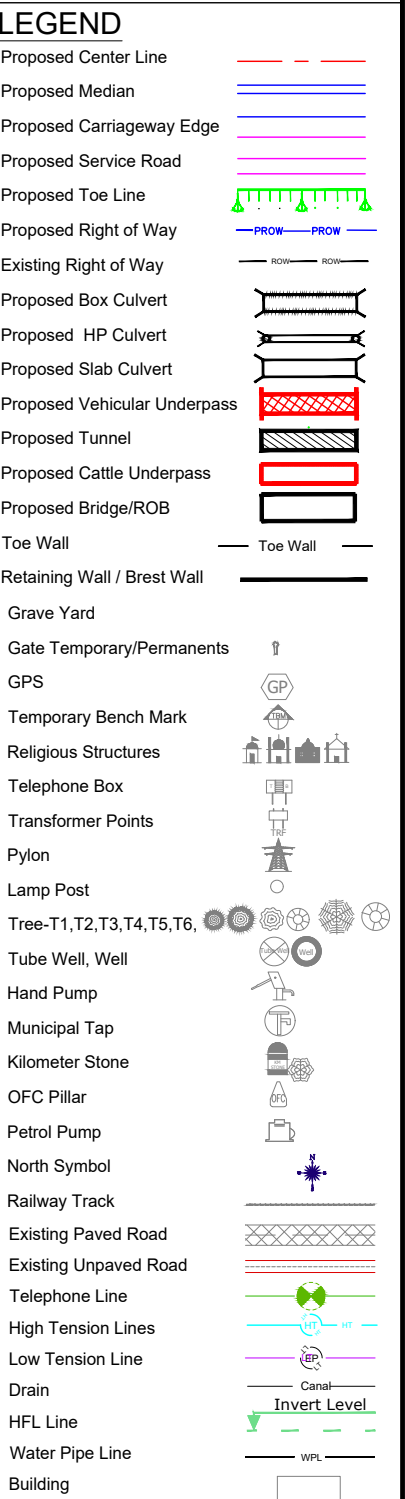 LEGEND
Proposed Center Line
Proposed Median
Proposed Carriageway Edge
Proposed Service Road
Proposed Toe Line
Proposed Right of Way PROW PROW
Existing Right of Way ROW ROW
Proposed Box Culvert
Proposed HP Culvert
Proposed Slab Culvert
Proposed Vehicular Underpass
Proposed Tunnel
Proposed Cattle Underpass
Proposed Bridge/ROB
Toe Wall Toe Wall
Retaining Wall / Brest Wall
Grave Yard
Gate Temporary/Permanents
GPS GP
Temporary Bench Mark TBM
Religious Structures
Telephone Box T B
Transformer Points TRF
Pylon
Lamp Post
Tree-T1,T2,T3,T4,T5,T6,
Tube Well, Well Tube Well Well
Hand Pump
Municipal Tap
Kilometer Stone KM STONE
OFC Pillar OFC
Petrol Pump
North Symbol N
Railway Track
Existing Paved Road
Existing Unpaved Road
Telephone Line
High Tension Lines HT HT
Low Tension Line EP LT
Drain Canal
Invert Level
HFL Line
Water Pipe Line WPL
Building